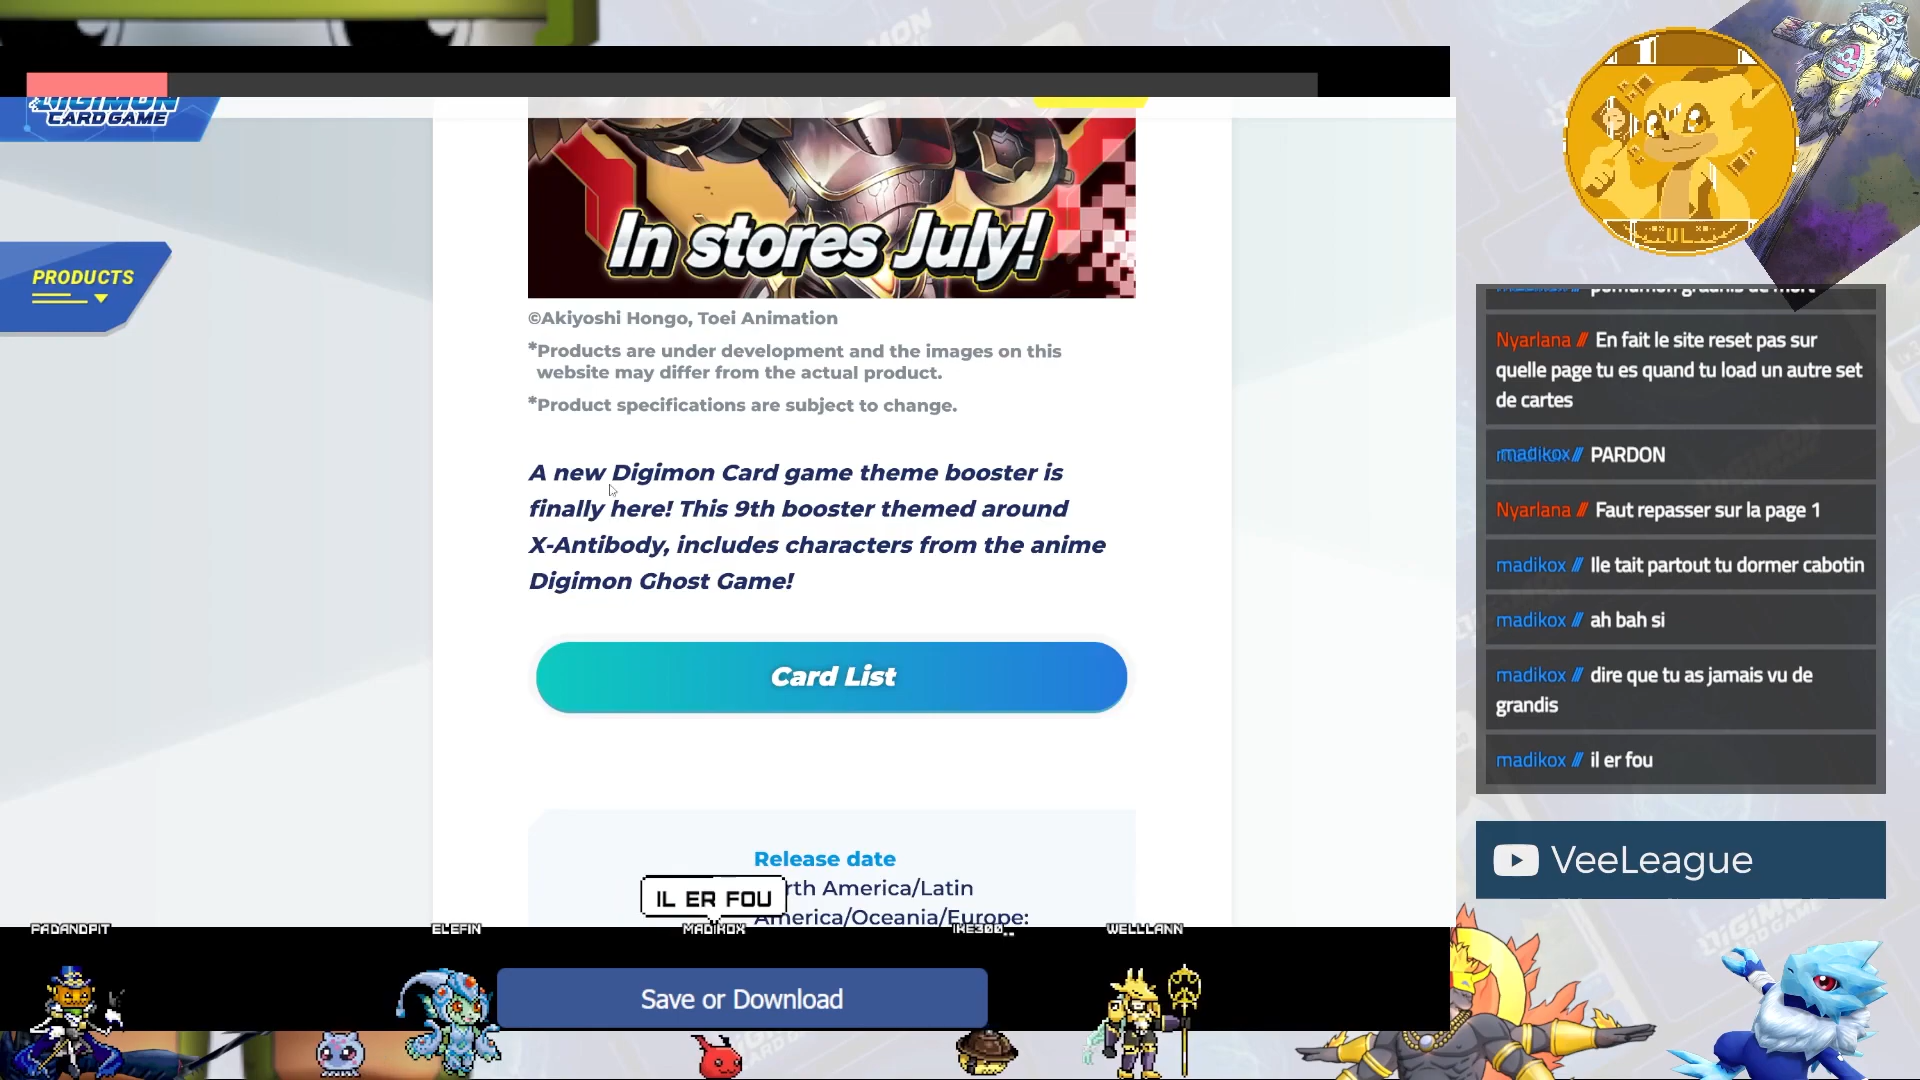 DIGIMON
CARD GAME
PRODUCTS
In stores July!
©Akiyoshi Hongo, Toei Animation
*Products are under development and the images on this
website may differ from the actual product.
*Product specifications are subject to change.
A new Digimon Card game theme booster is
finally here! This 9th booster themed around
X-Antibody, includes characters from the anime
Digimon Ghost Game!
Card List
Release date
rth America/Latin
America/Oceania/Europe:
IL ER FOU
PADANDPIT
ELEFIN
MADIKOX
IKE300__
WELLLANN
Save or Download
1
VL
Nyarlana // En fait le site reset pas sur
quelle page tu es quand tu load un autre set
de cartes
madikox // PARDON
Nyarlana // Faut repasser sur la page 1
madikox // Ile tait partout tu dormer cabotin
madikox // ah bah si
madikox // dire que tu as jamais vu de
grandis
madikox // il er fou
VeeLeague